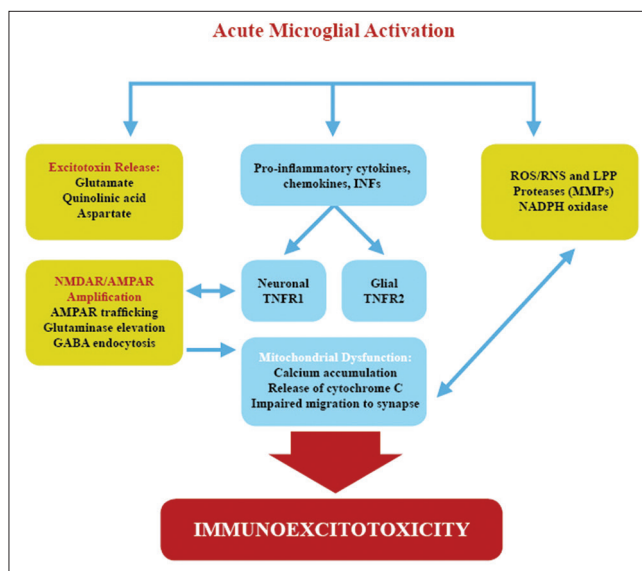 Acute Microglial Activation
Excitotoxin Release:
Glutamate
Quinolinic acid
Aspartate
Pro-inflammatory cytokines,
chemokines, INFs
ROS/RNS and LPP
Proteases (MMPs)
NADPH oxidase
NMDAR/AMPAR
Amplification
AMPAR trafficking
Glutaminase elevation
GABA endocytosis
Neuronal
TNFR1
Glial
TNFR2
Mitochondrial Dysfunction:
Calcium accumulation
Release of cytochrome C
Impaired migration to synapse
IMMUNOEXCITOTOXICITY